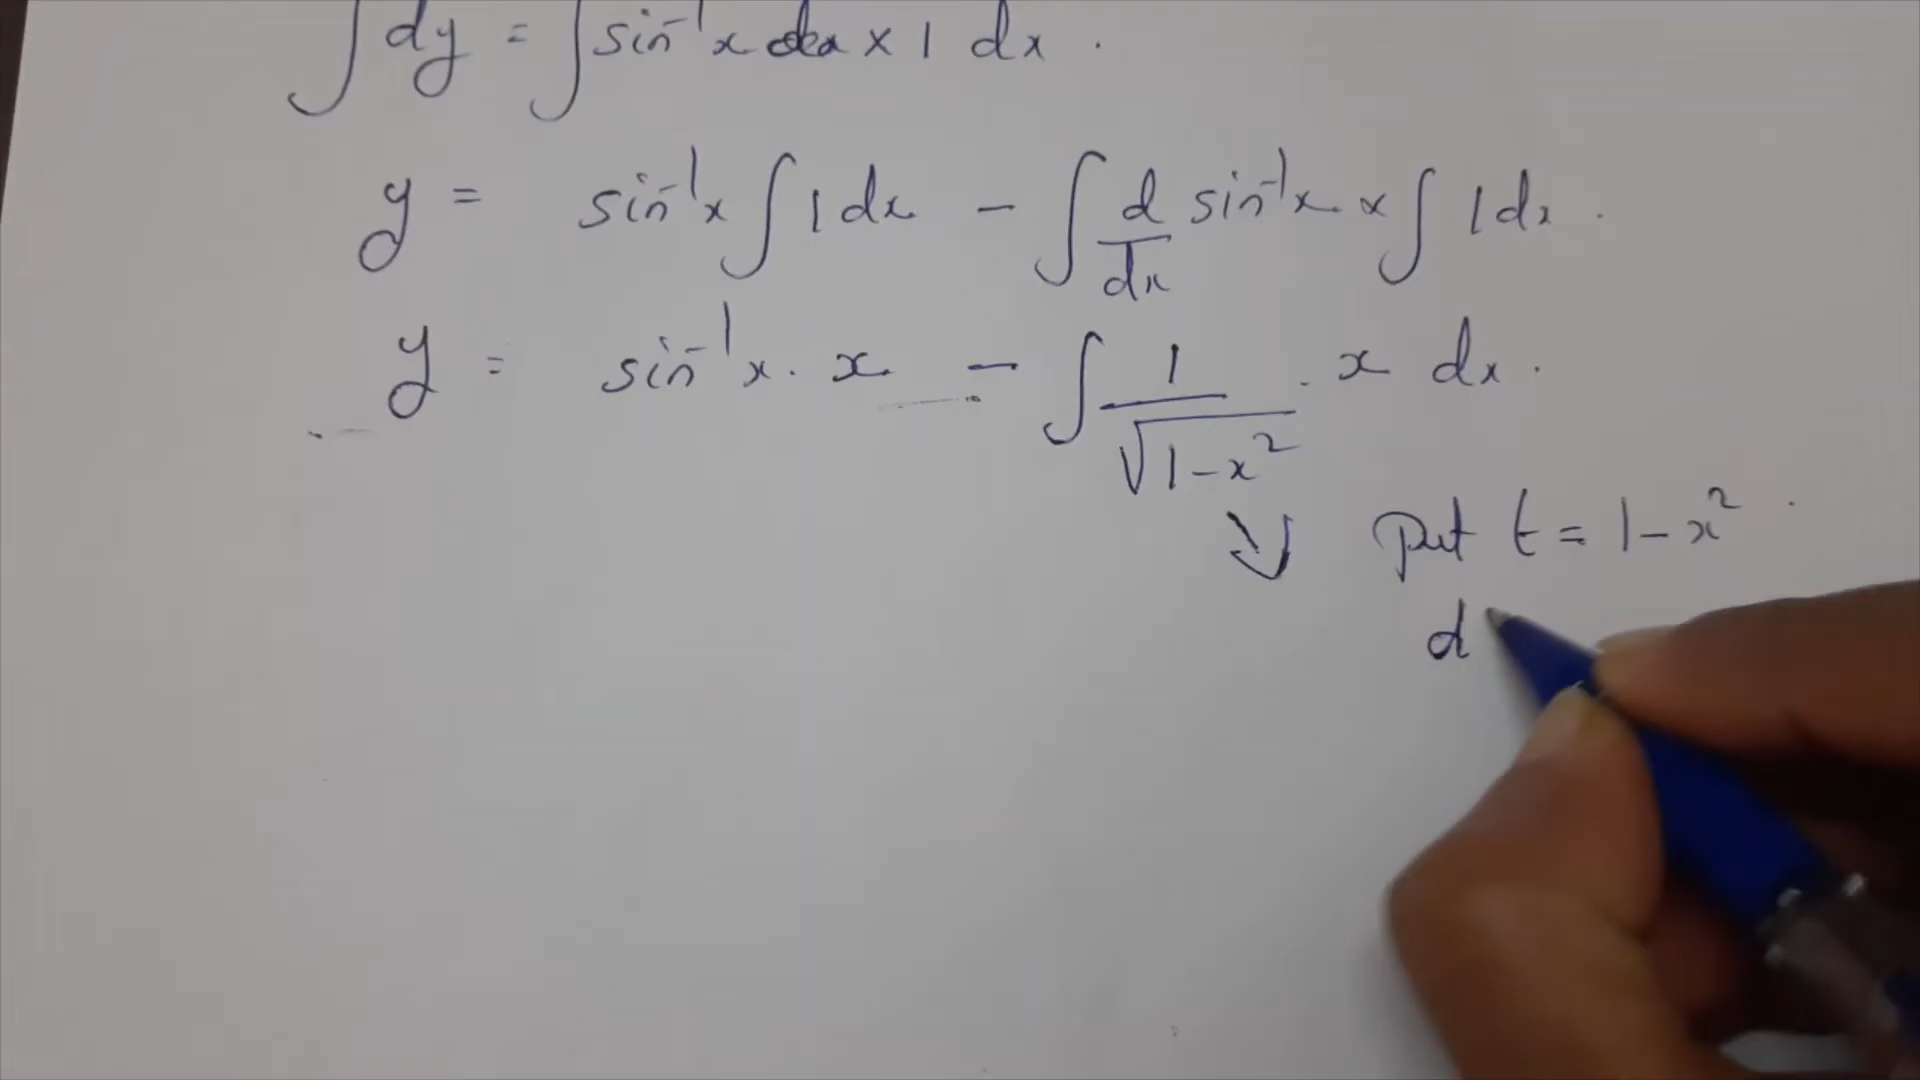 ∫dy = ∫sin⁻¹x dx × 1 dx .
y = sin⁻¹x ∫1dx - ∫ d/dx sin⁻¹x × ∫1dx .
y = sin⁻¹x . x - ∫ 1/√1-x² . x dx .
Put t = 1-x²
d